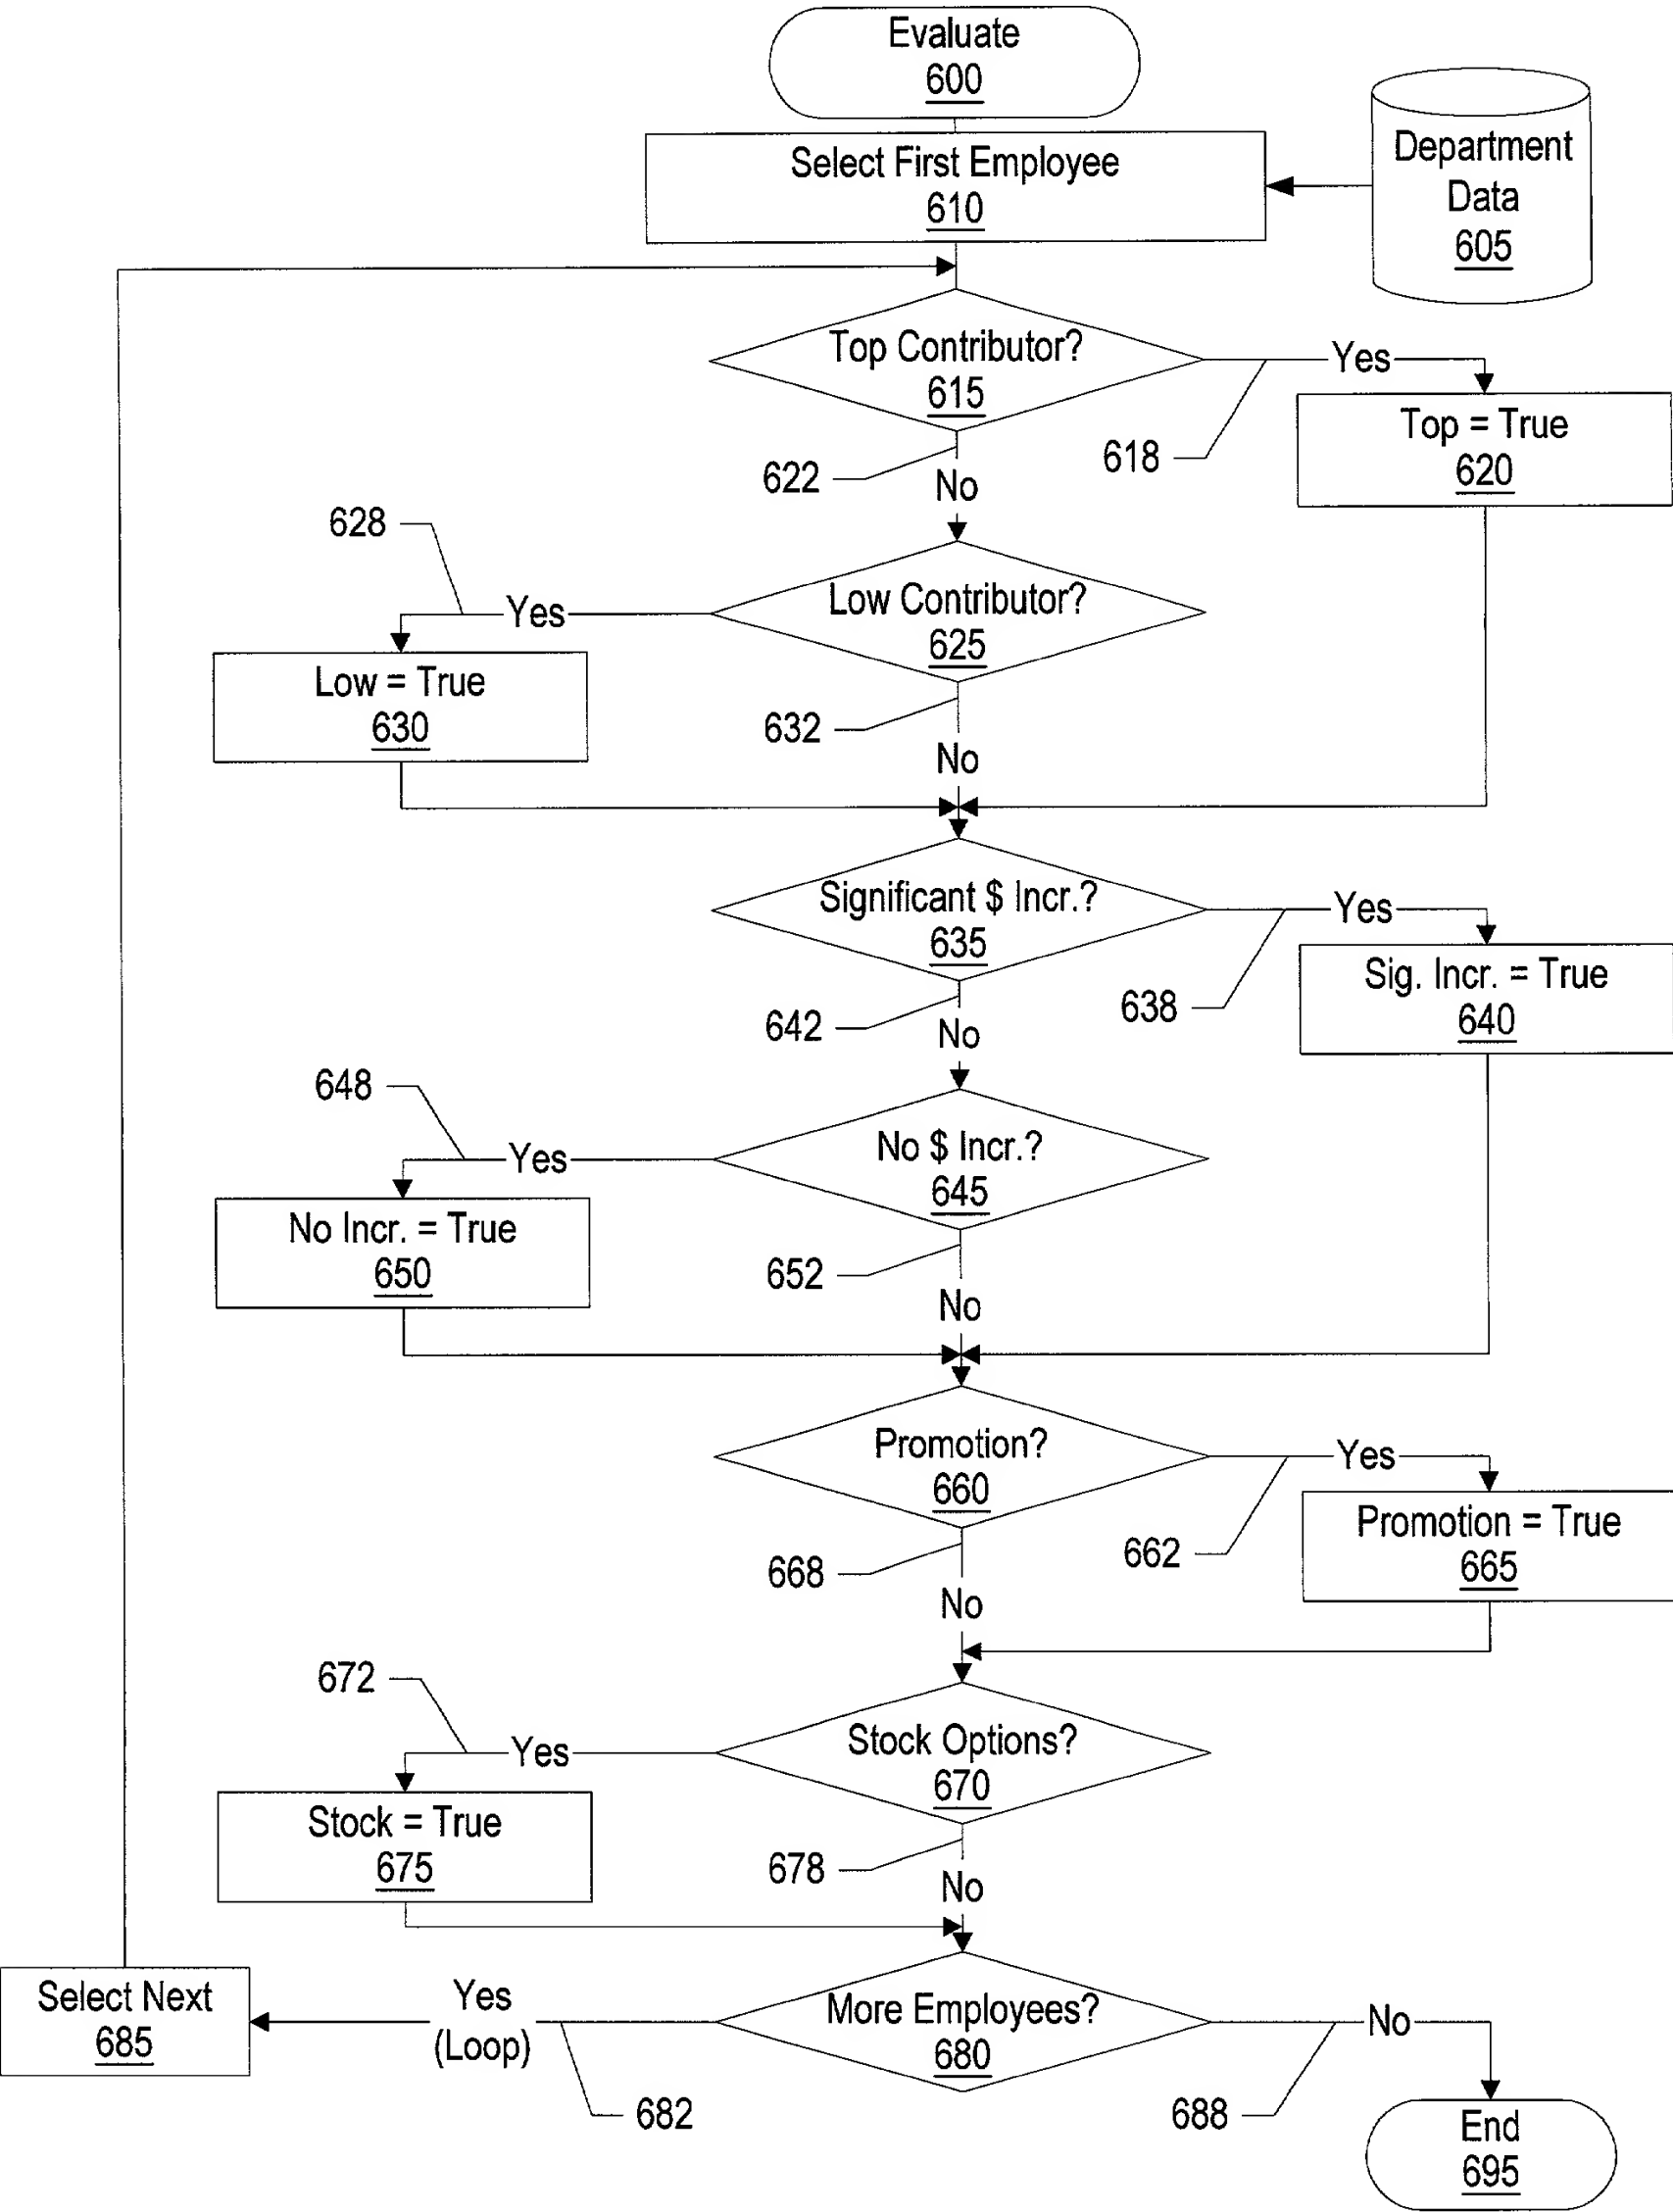 Evaluate
600
Select First Employee
610
Department
Data
605
Top Contributor?
615
Yes
618
Top = True
620
622
No
628
Low Contributor?
625
Yes
Low = True
630
632
No
Significant $ Incr.?
635
Yes
638
Sig. Incr. = True
640
642
No
648
No $ Incr.?
645
Yes
No Incr. = True
650
652
No
Promotion?
660
Yes
662
Promotion = True
665
668
No
672
Stock Options?
670
Yes
Stock = True
675
678
No
More Employees?
680
Yes
(Loop)
682
Select Next
685
No
688
End
695